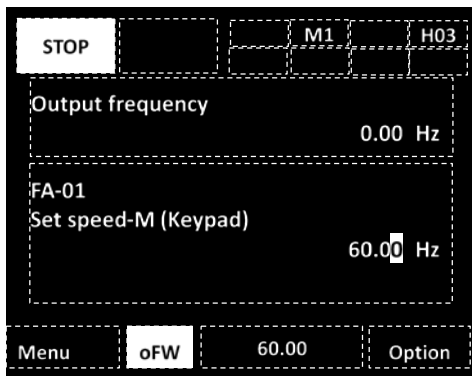 STOP M1 H03
Output frequency
0.00 Hz
FA-01
Set speed-M (Keypad)
60.00 Hz
Menu oFW 60.00 Option